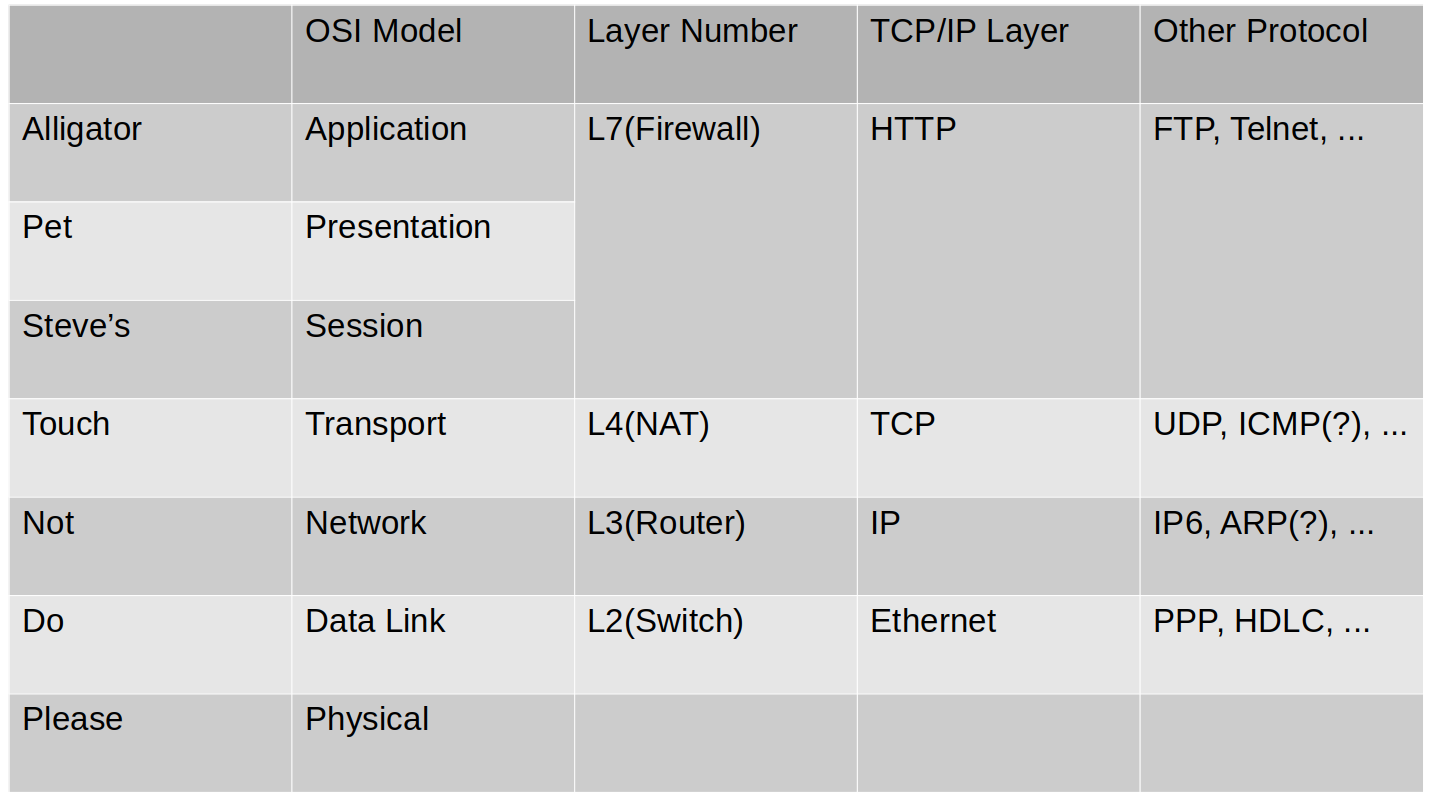 OSI Model Layer Number TCP/IP Layer Other Protocol
Alligator Application L7(Firewall) HTTP FTP, Telnet, ...
Pet Presentation
Steve’s Session
Touch Transport L4(NAT) TCP UDP, ICMP(?), ...
Not Network L3(Router) IP IP6, ARP(?), ...
Do Data Link L2(Switch) Ethernet PPP, HDLC, ...
Please Physical